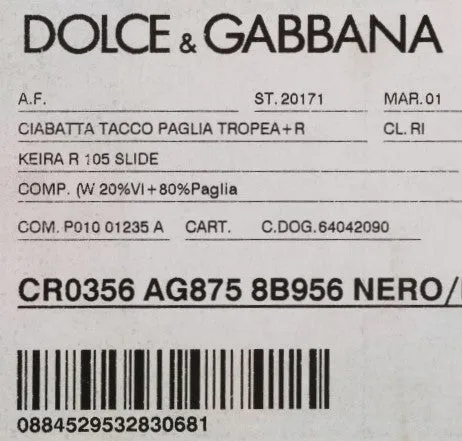 DOLCE & GABBANA
A.F. ST. 20171 MAR. 01
CIABATTA TACCO PAGLIA TROPEA+R CL. RI
KEIRA R 105 SLIDE
COMP. (W 20%VI+80%Paglia
COM. P010 01235 A CART. C.DOG.64042090
CR0356 AG875 8B956 NERO/
0884529532830681